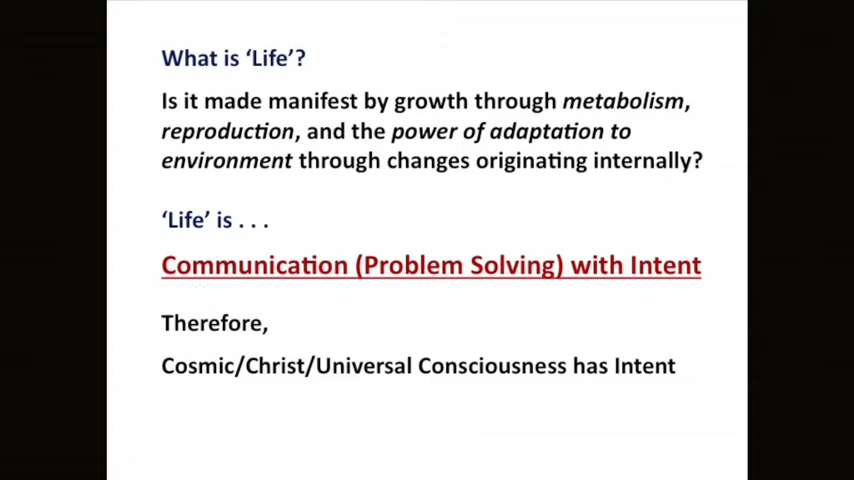 What is ‘Life’?
Is it made manifest by growth through metabolism,
reproduction, and the power of adaptation to
environment through changes originating internally?
‘Life’ is . . .
Communication (Problem Solving) with Intent
Therefore,
Cosmic/Christ/Universal Consciousness has Intent